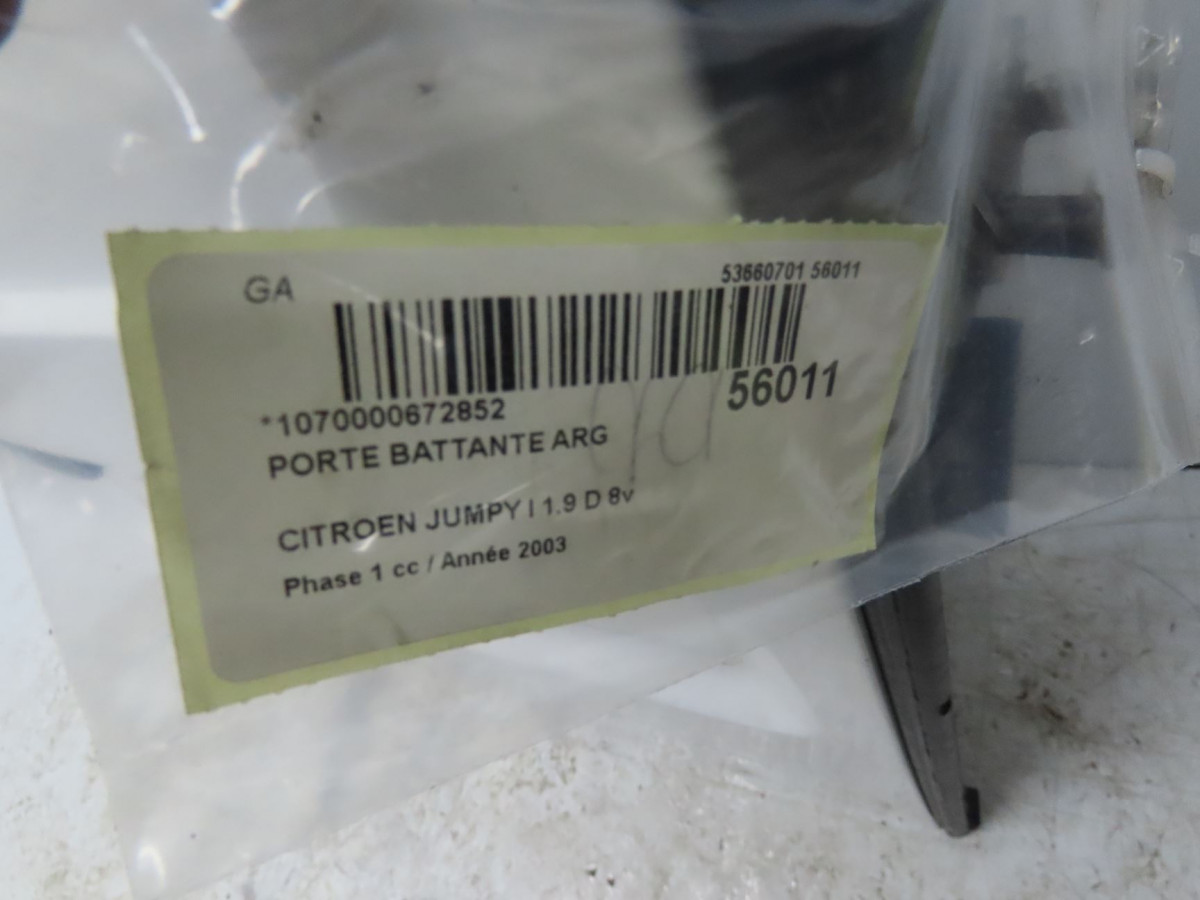 GA
53660701 56011
56011
*1070000672852
PORTE BATTANTE ARG
CITROEN JUMPY I 1.9 D 8v
Phase 1 cc / Année 2003